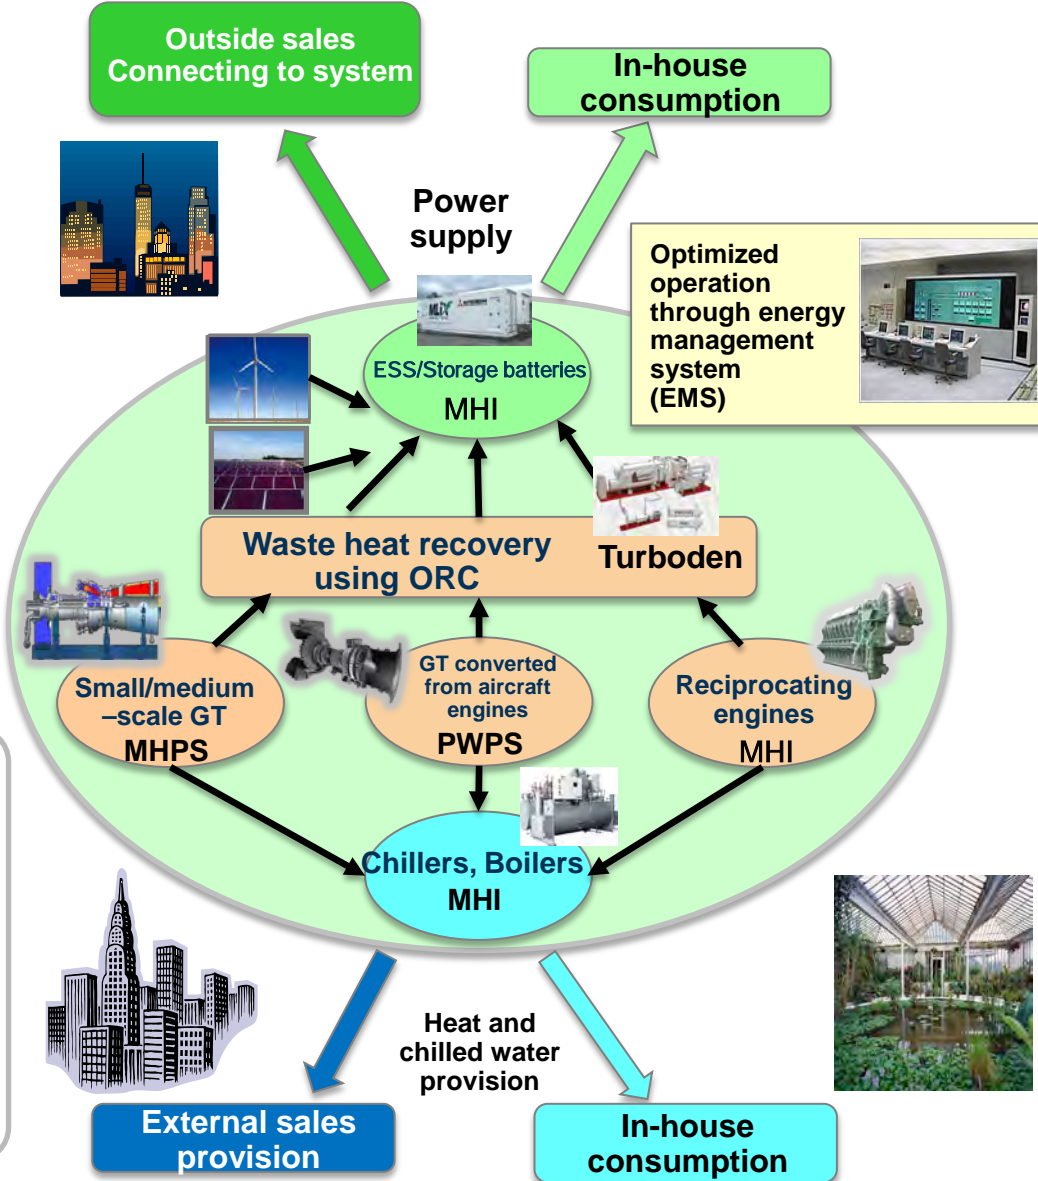 Outside sales
Connecting to system
In-house
consumption
Power
supply
Optimized
operation
through energy
management
system
(EMS)
ESS/Storage batteries
MHI
Waste heat recovery
using ORC
Turboden
Small/medium
–scale GT
MHPS
GT converted
from aircraft
engines
PWPS
Reciprocating
engines
MHI
Chillers, Boilers
MHI
Heat and
chilled water
provision
External sales
provision
In-house
consumption